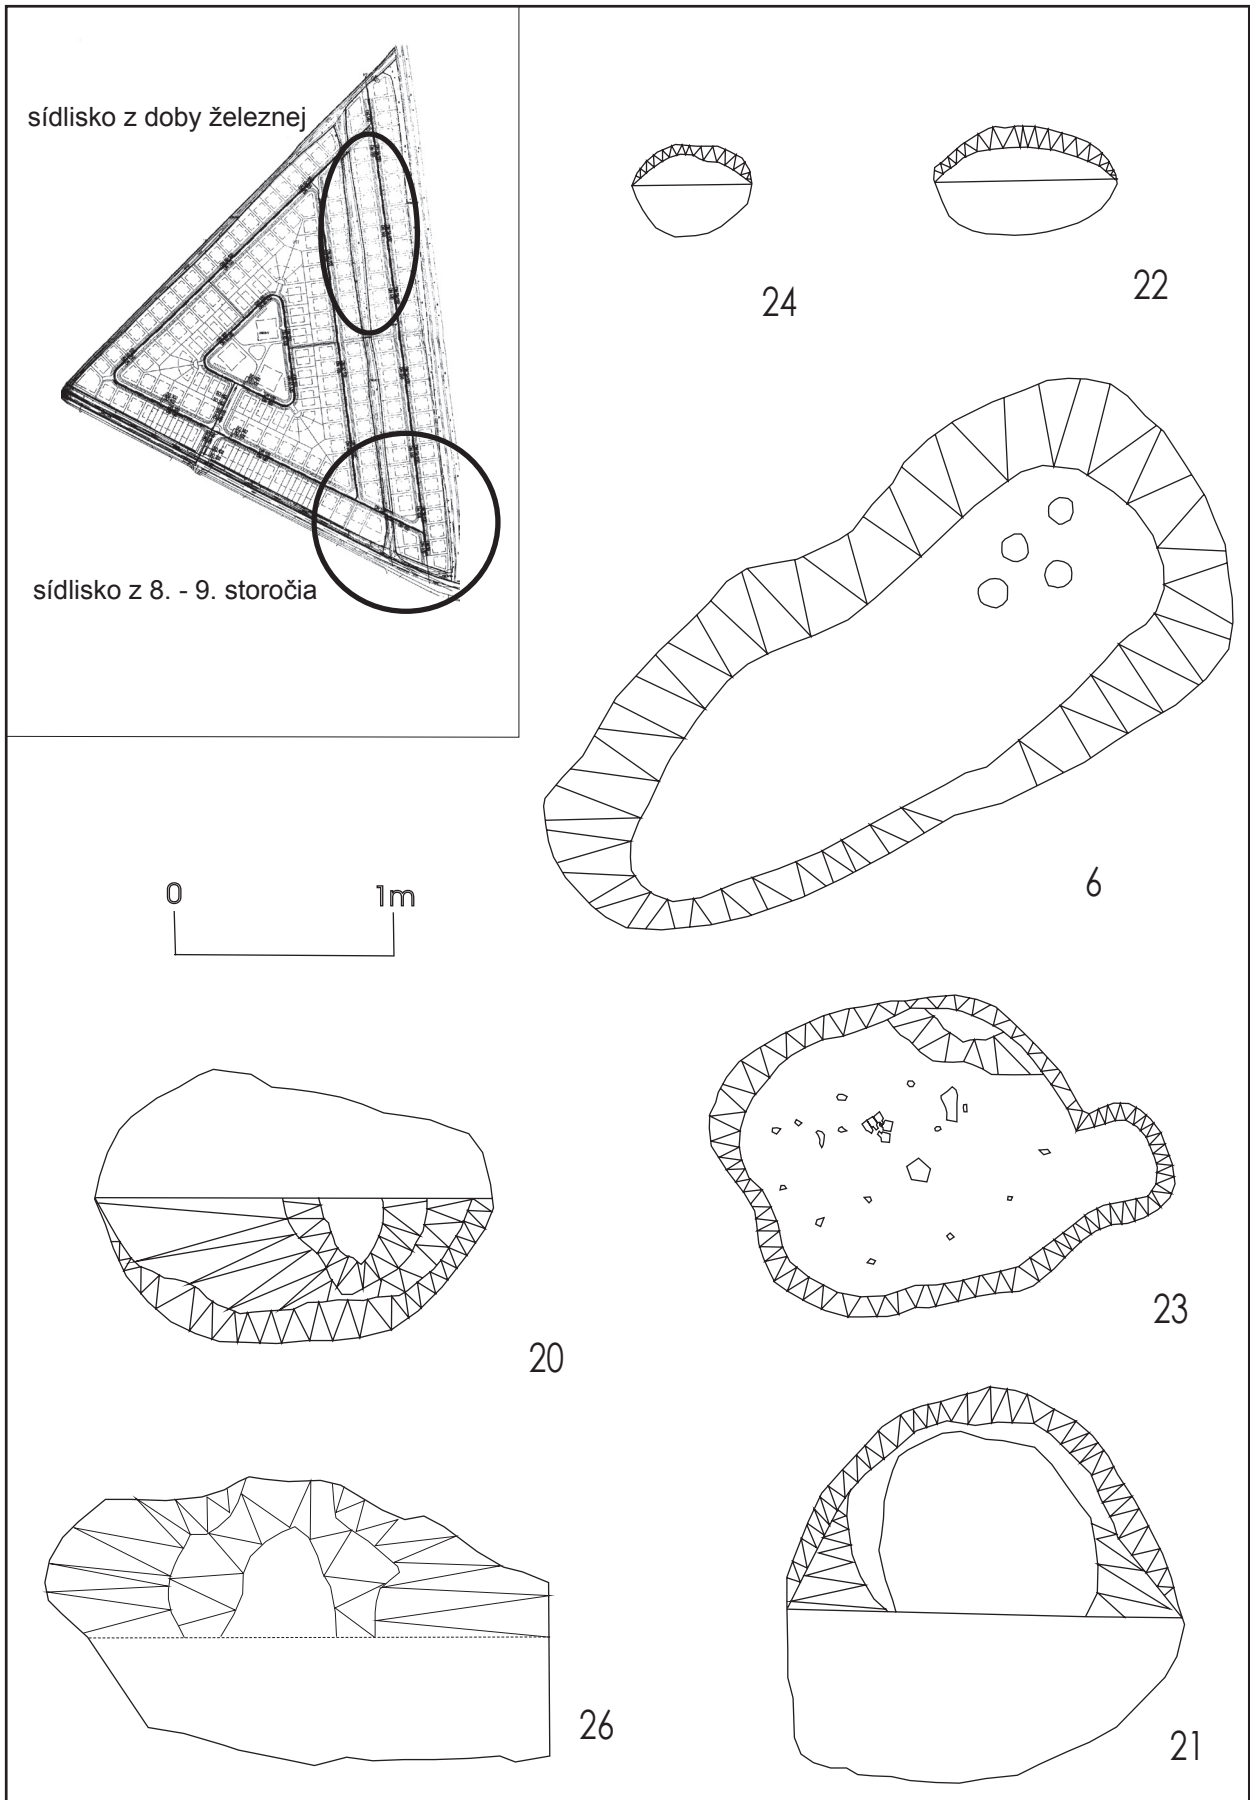 sídlisko z doby železnej
sídlisko z 8. - 9. storočia
24
22
6
0 1m
23
20
26
21